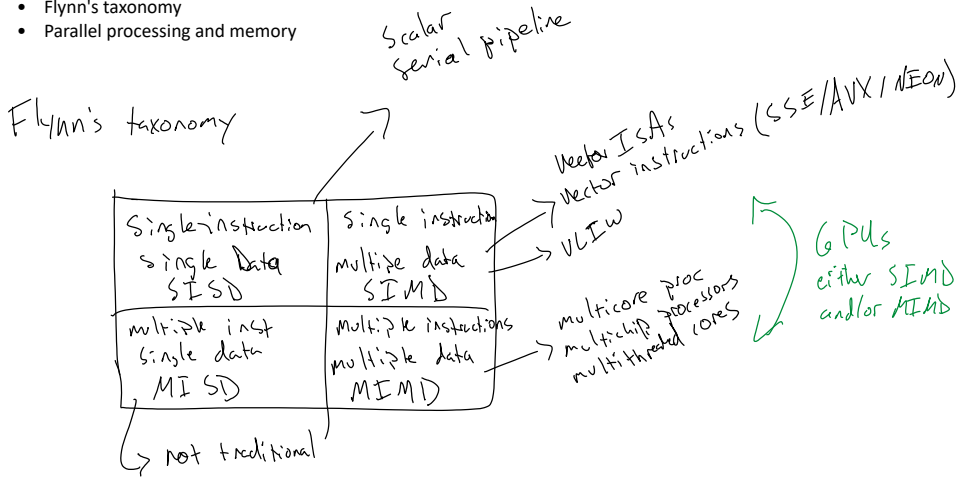 • Flynn's taxonomy
• Parallel processing and memory
Scalar
serial pipeline
Flynn's taxonomy
Single-instruction
single Data
SISD
single instruction
multiple data
SIMD
multiple inst
single data
MISD
multiple instructions
multiple data
MIMD
vector ISAs
vector instructions (SSE/AVX/NEON)
VLIW
multicore proc
multichip processors
multithreaded cores
GPUs
either SIMD
and/or MIMD
not traditional